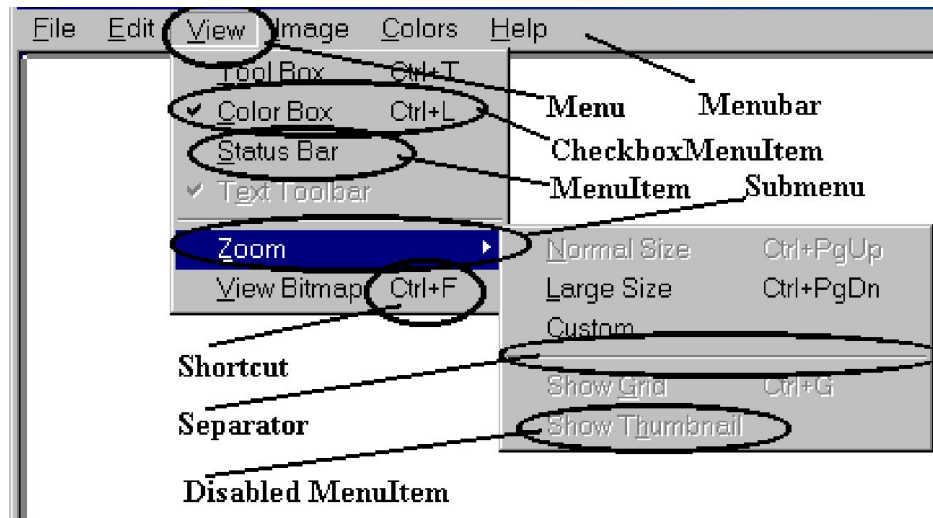 File Edit View Image Colors Help
Tool Box Ctrl+T
Color Box Ctrl+L
Status Bar
Text Toolbar
Zoom
View Bitmap Ctrl+F
Normal Size Ctrl+PgUp
Large Size Ctrl+PgDn
Custom...
Show Grid Ctrl+G
Show Thumbnail
Menu
Menubar
CheckboxMenuItem
MenuItem
Submenu
Shortcut
Separator
Disabled MenuItem